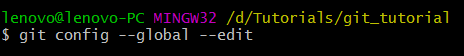 lenovo@lenovo-PC MINGW32 /d/Tutorials/git_tutorial
$ git config --global --edit